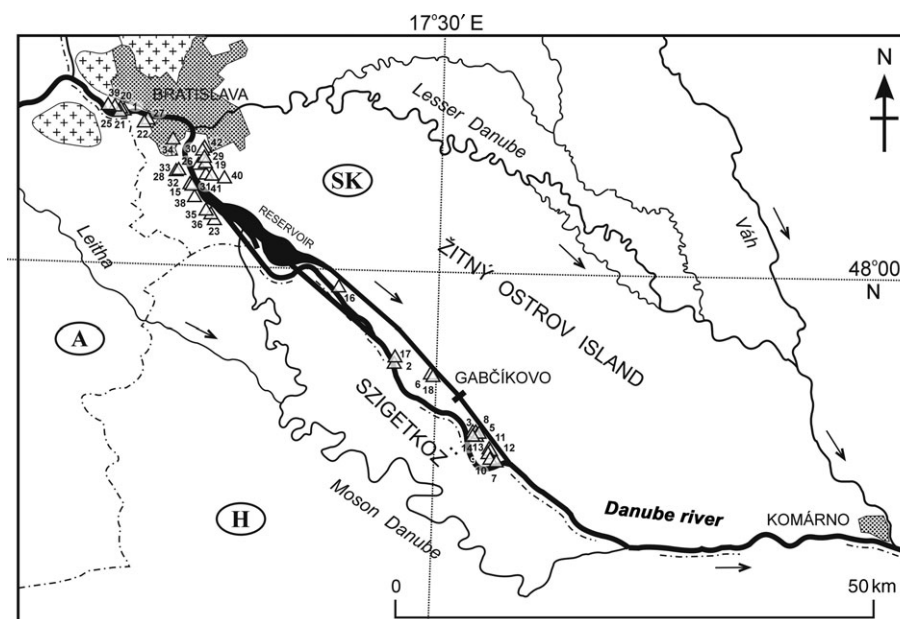 17°30′ E
N
BRATISLAVA
39
20
1
27
25
21
22
34
30
42
29
26
19
33
28
32
15
31
41
40
38
35
36
23
Lesser Danube
SK
RESERVOIR
Leitha
Váh
ŽITNÝ OSTROV ISLAND
48°00′
N
16
A
17
2
6
18
GABČÍKOVO
SZIGETKOZ
3
8
5
14
13
11
12
10
7
H
Moson Danube
Danube river
KOMÁRNO
0
50 km